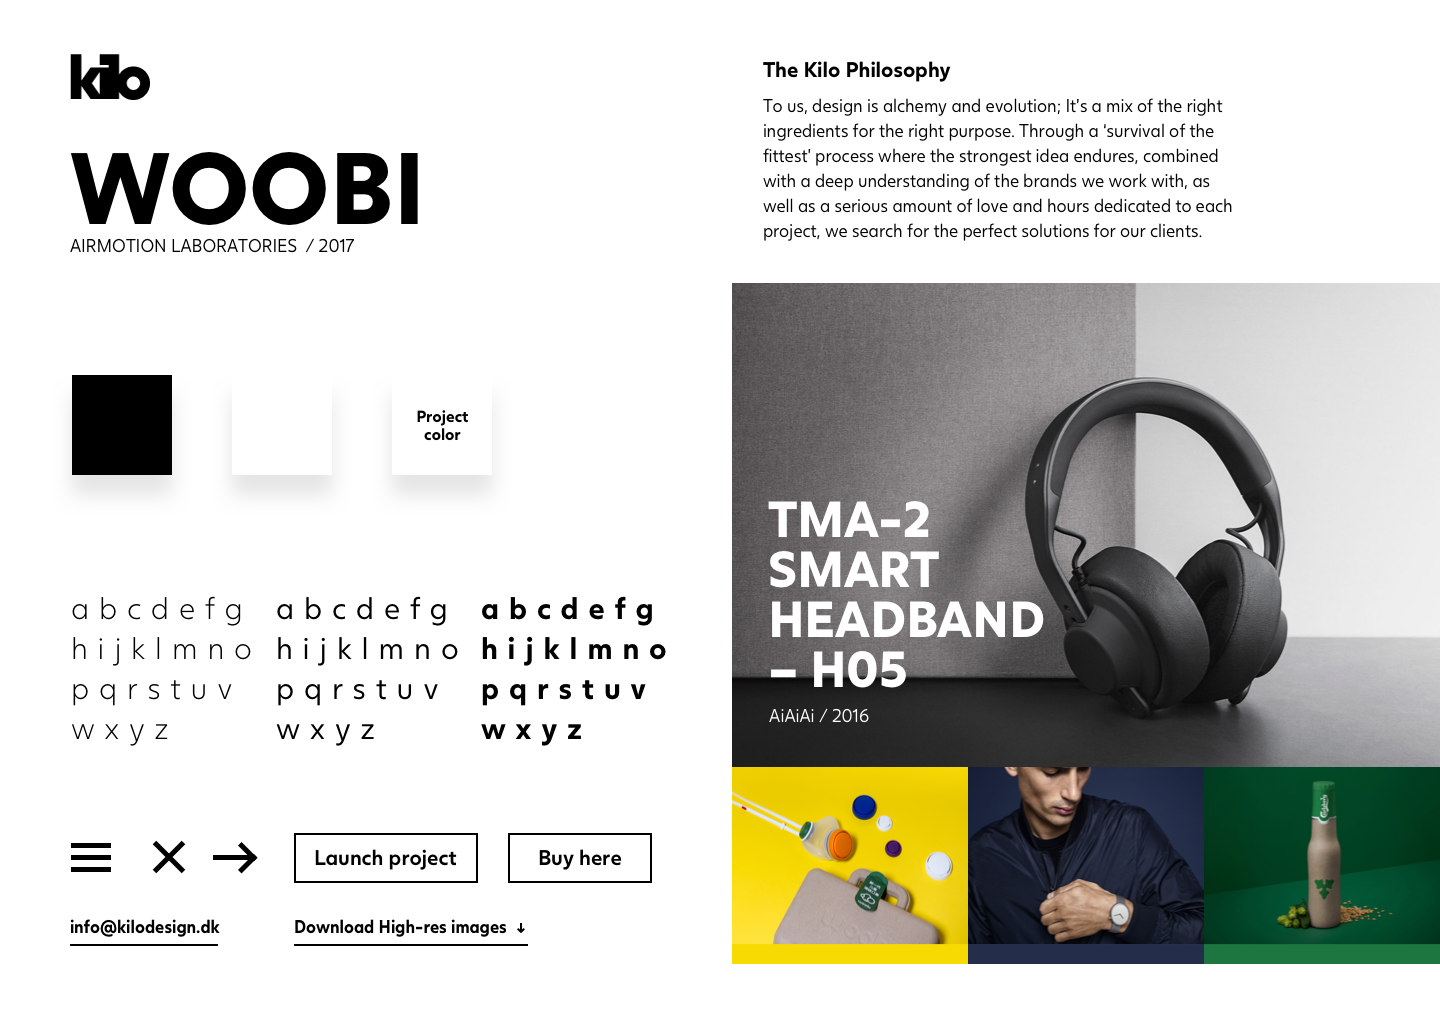 kilo
WOOBI
AIRMOTION LABORATORIES / 2017
Project
color
a b c d e f g
h i j k l m n o
p q r s t u v
w x y z
a b c d e f g
h i j k l m n o
p q r s t u v
w x y z
a b c d e f g
h i j k l m n o
p q r s t u v
w x y z
Launch project
Buy here
info@kilodesign.dk
Download High-res images ↓
The Kilo Philosophy
To us, design is alchemy and evolution; It's a mix of the right
ingredients for the right purpose. Through a 'survival of the
fittest' process where the strongest idea endures, combined
with a deep understanding of the brands we work with, as
well as a serious amount of love and hours dedicated to each
project, we search for the perfect solutions for our clients.
TMA-2
SMART
HEADBAND
– H05
AiAiAi / 2016
Carlsberg